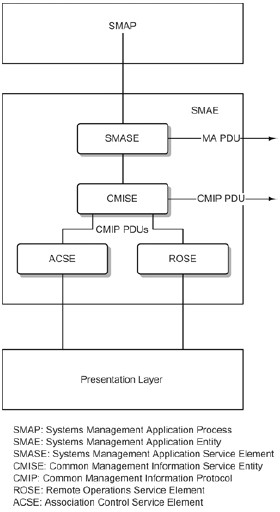 SMAP
SMAE
SMASE
MA PDU
CMISE
CMIP PDU
CMIP PDUs
ACSE
ROSE
Presentation Layer
SMAP: Systems Management Application Process
SMAE: Systems Management Application Entity
SMASE: Systems Management Application Service Element
CMISE: Common Management Information Service Entity
CMIP: Common Management Information Protocol
ROSE: Remote Operations Service Element
ACSE: Association Control Service Element